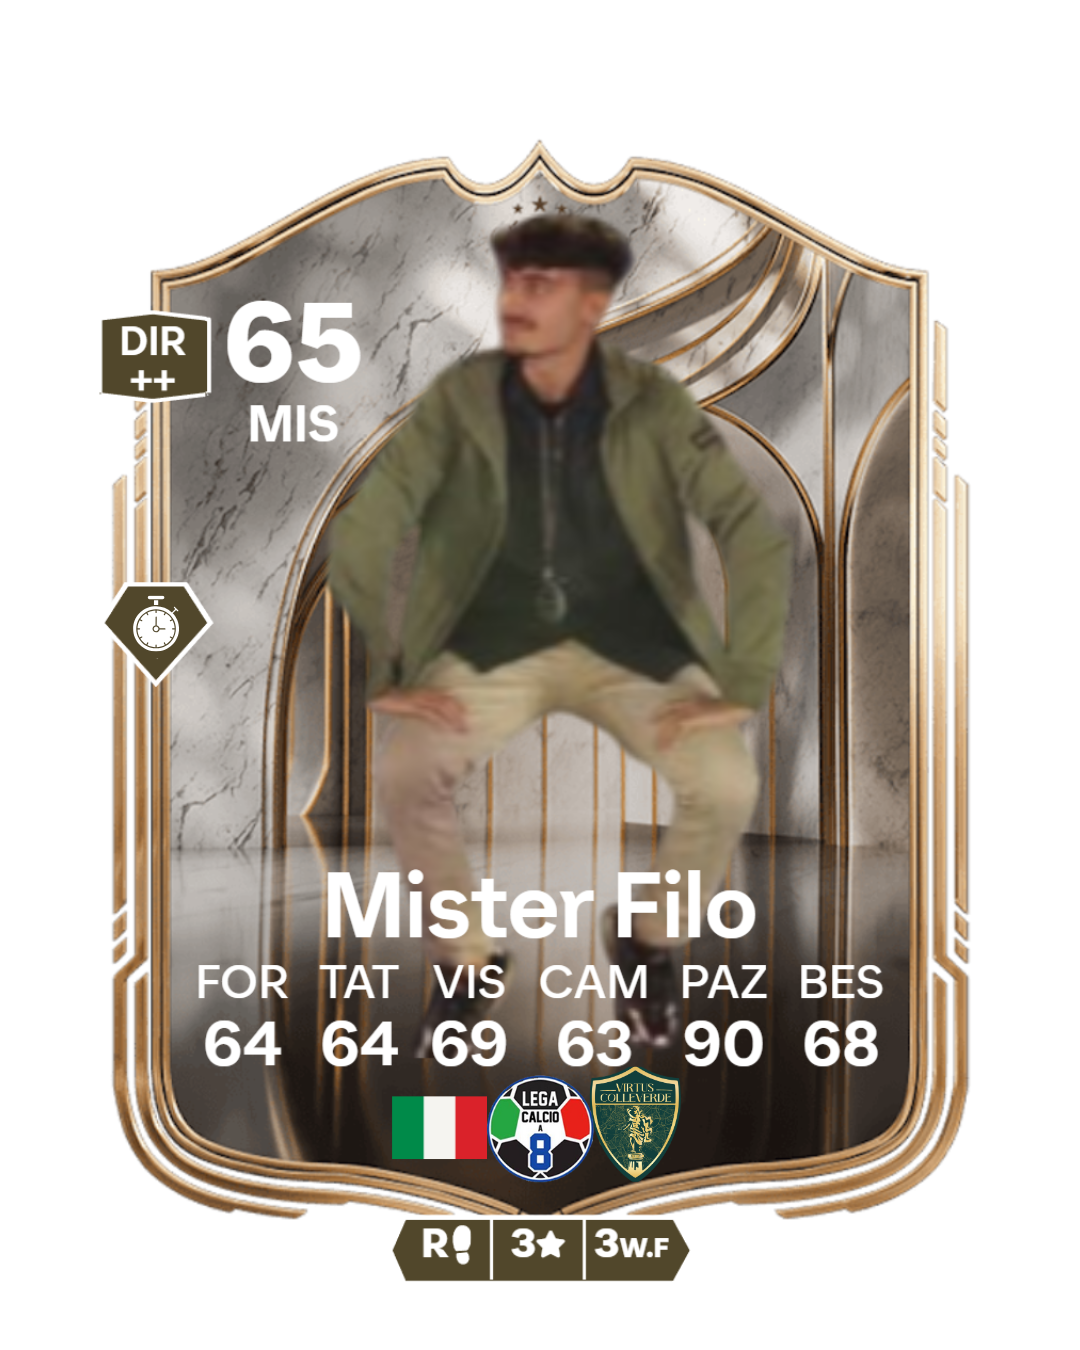 DIR
++
65
MIS
Mister Filo
FOR TAT VIS CAM PAZ BES
64 64 69 63 90 68
LEGA
CALCIO
A
8
VIRTUS
COLLEVERDE
R 3 3W.F